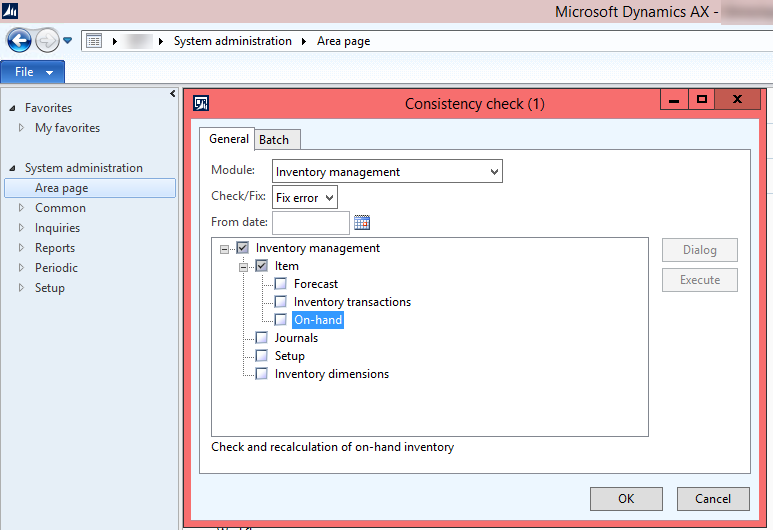 Microsoft Dynamics AX -
System administration
Area page
File
Favorites
My favorites
System administration
Area page
Common
Inquiries
Reports
Periodic
Setup
Consistency check (1)
General
Batch
Module:
Inventory management
Check/Fix:
Fix error
From date:
Inventory management
Item
Forecast
Inventory transactions
On-hand
Journals
Setup
Inventory dimensions
Dialog
Execute
Check and recalculation of on-hand inventory
OK
Cancel